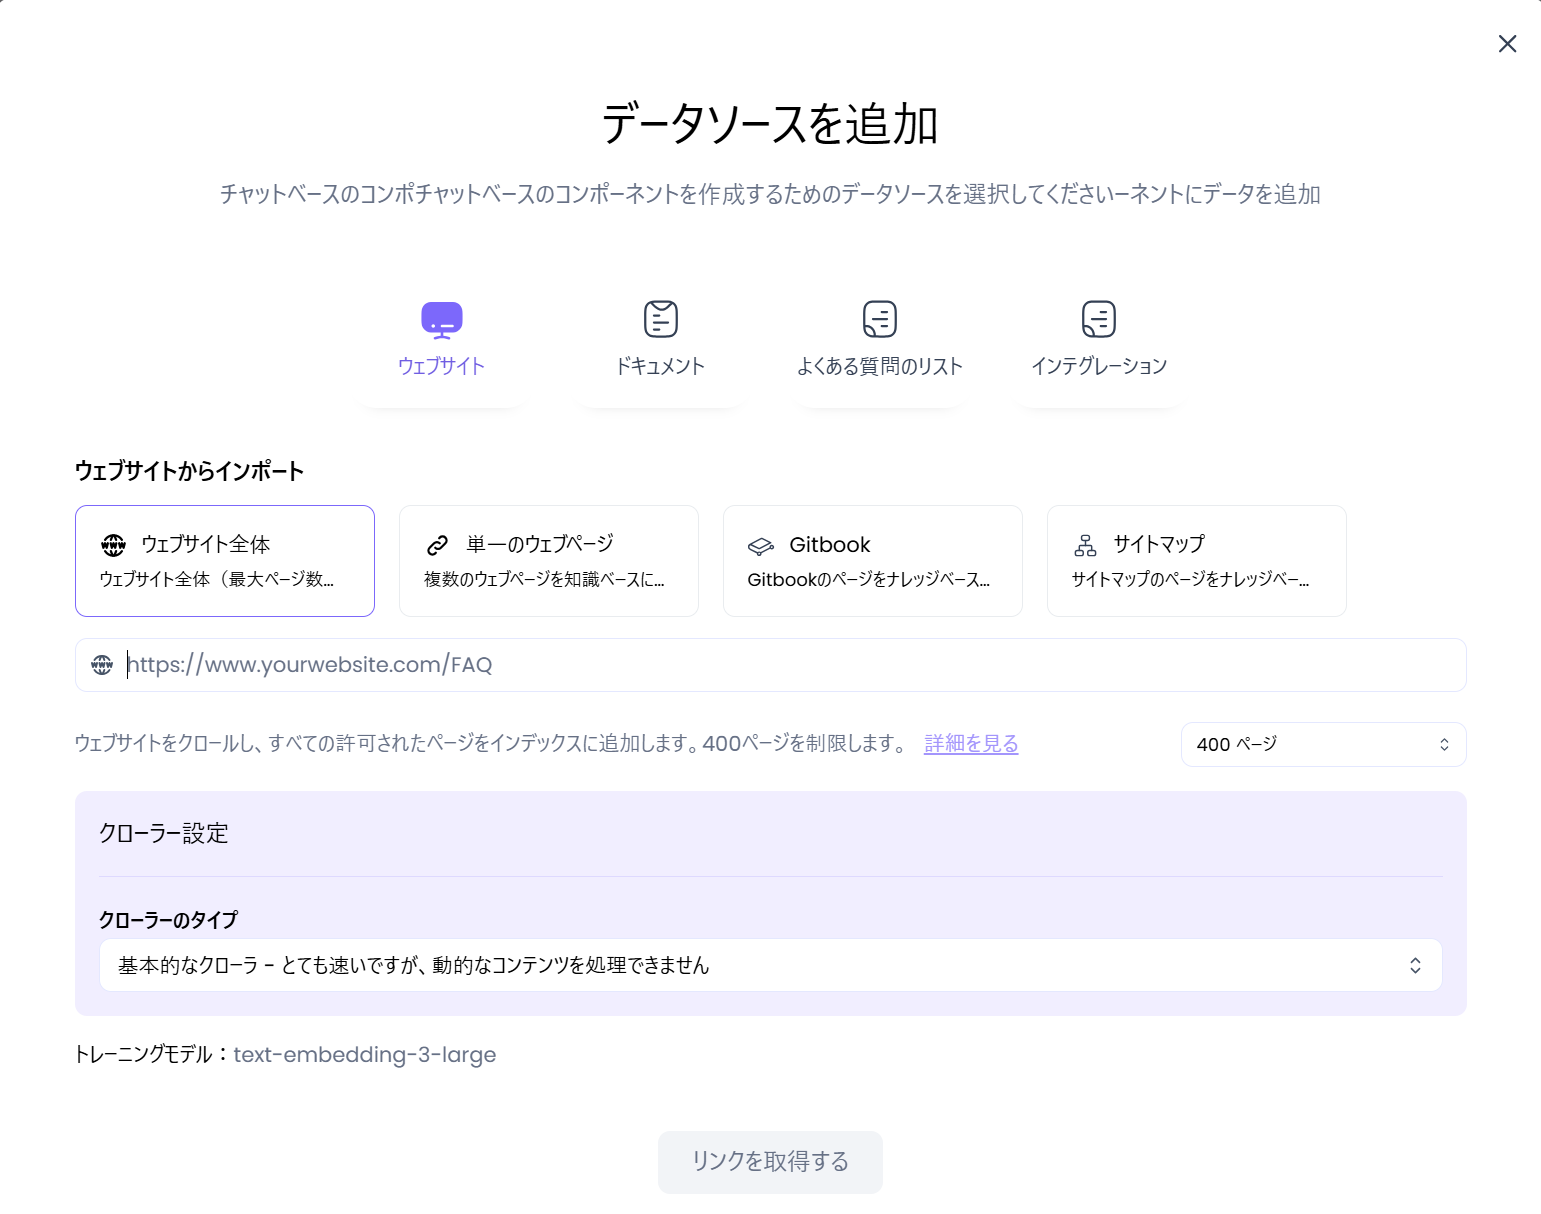 データソースを追加
チャットベースのコンポチャットベースのコンポーネントを作成するためのデータソースを選択してくださいーネントにデータを追加
ウェブサイト
ドキュメント
よくある質問のリスト
インテグレーション
ウェブサイトからインポート
ウェブサイト全体
ウェブサイト全体（最大ページ数...
単一のウェブページ
複数のウェブページを知識ベースに...
Gitbook
Gitbookのページをナレッジベース...
サイトマップ
サイトマップのページをナレッジベー...
https://www.yourwebsite.com/FAQ
ウェブサイトをクロールし、すべての許可されたページをインデックスに追加します。400ページを制限します。 詳細を見る
400 ページ
クローラー設定
クローラーのタイプ
基本的なクローラ - とても速いですが、動的なコンテンツを処理できません
トレーニングモデル：text-embedding-3-large
リンクを取得する